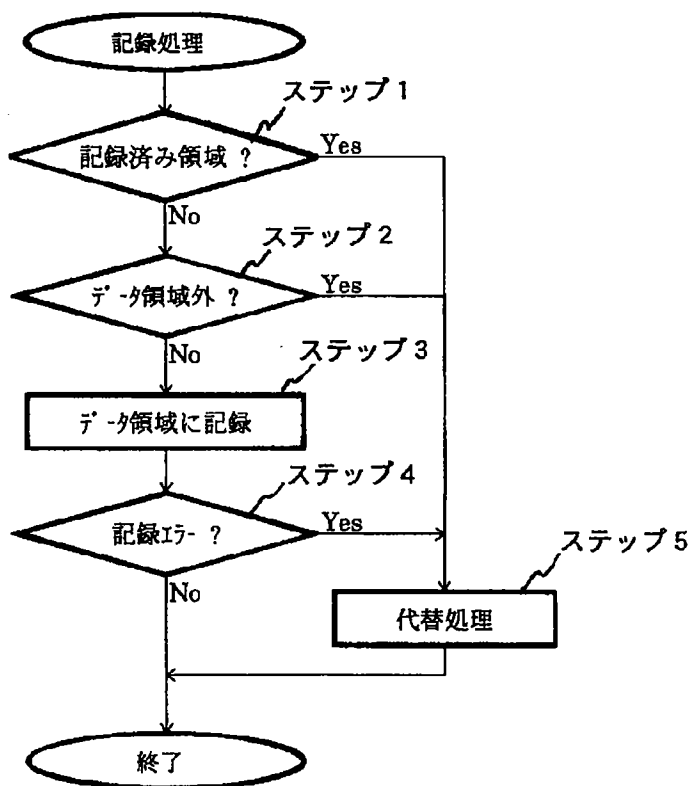 記録処理
ステップ1
記録済み領域 ?
Yes
No
ステップ2
ﾃﾞｰﾀ領域外 ?
Yes
No
ステップ3
ﾃﾞｰﾀ領域に記録
ステップ4
記録ｴﾗｰ ?
Yes
No
ステップ5
代替処理
終了